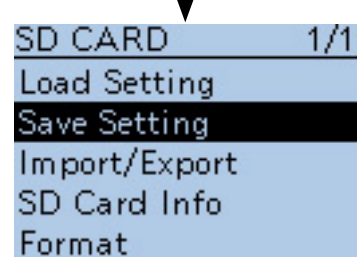 SD CARD 1/1
Load Setting
Save Setting
Import/Export
SD Card Info
Format